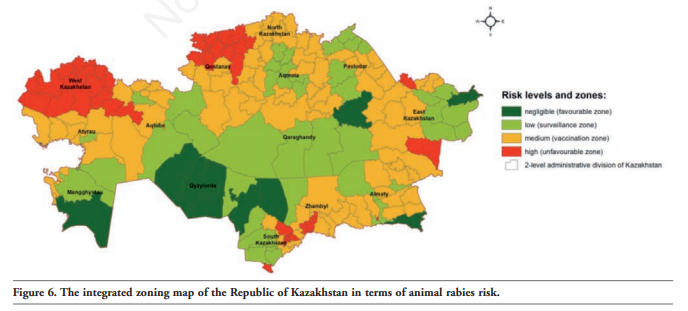 No
North
Kazakhstan
Qostanay
Pavlodar
Aqmola
West
Kazakhstan
East
Kazakhstan
Atyrau
Aqtobe
Qaraghandy
Qyzylorda
Mangghystau
Almaty
Zhambyl
South
Kazakhstan
Risk levels and zones:
negligible (favourable zone)
low (surveillance zone)
medium (vaccination zone)
high (unfavourable zone)
2-level administrative division of Kazakhstan
Figure 6. The integrated zoning map of the Republic of Kazakhstan in terms of animal rabies risk.